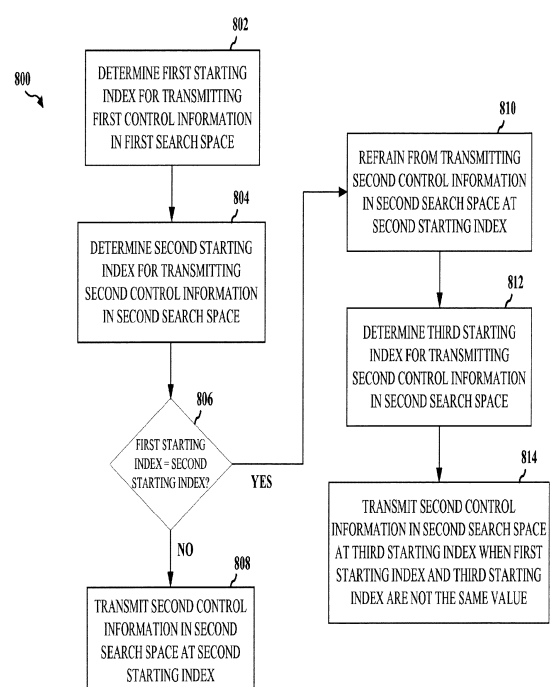 800
802
DETERMINE FIRST STARTING
INDEX FOR TRANSMITTING
FIRST CONTROL INFORMATION
IN FIRST SEARCH SPACE
804
DETERMINE SECOND STARTING
INDEX FOR TRANSMITTING
SECOND CONTROL INFORMATION
IN SECOND SEARCH SPACE
806
FIRST STARTING
INDEX = SECOND
STARTING INDEX?
YES
NO
808
TRANSMIT SECOND CONTROL
INFORMATION IN SECOND
SEARCH SPACE AT SECOND
STARTING INDEX
810
REFRAIN FROM TRANSMITTING
SECOND CONTROL INFORMATION
IN SECOND SEARCH SPACE AT
SECOND STARTING INDEX
812
DETERMINE THIRD STARTING
INDEX FOR TRANSMITTING
SECOND CONTROL INFORMATION
IN SECOND SEARCH SPACE
814
TRANSMIT SECOND CONTROL
INFORMATION IN SECOND SEARCH SPACE
AT THIRD STARTING INDEX WHEN FIRST
STARTING INDEX AND THIRD STARTING
INDEX ARE NOT THE SAME VALUE